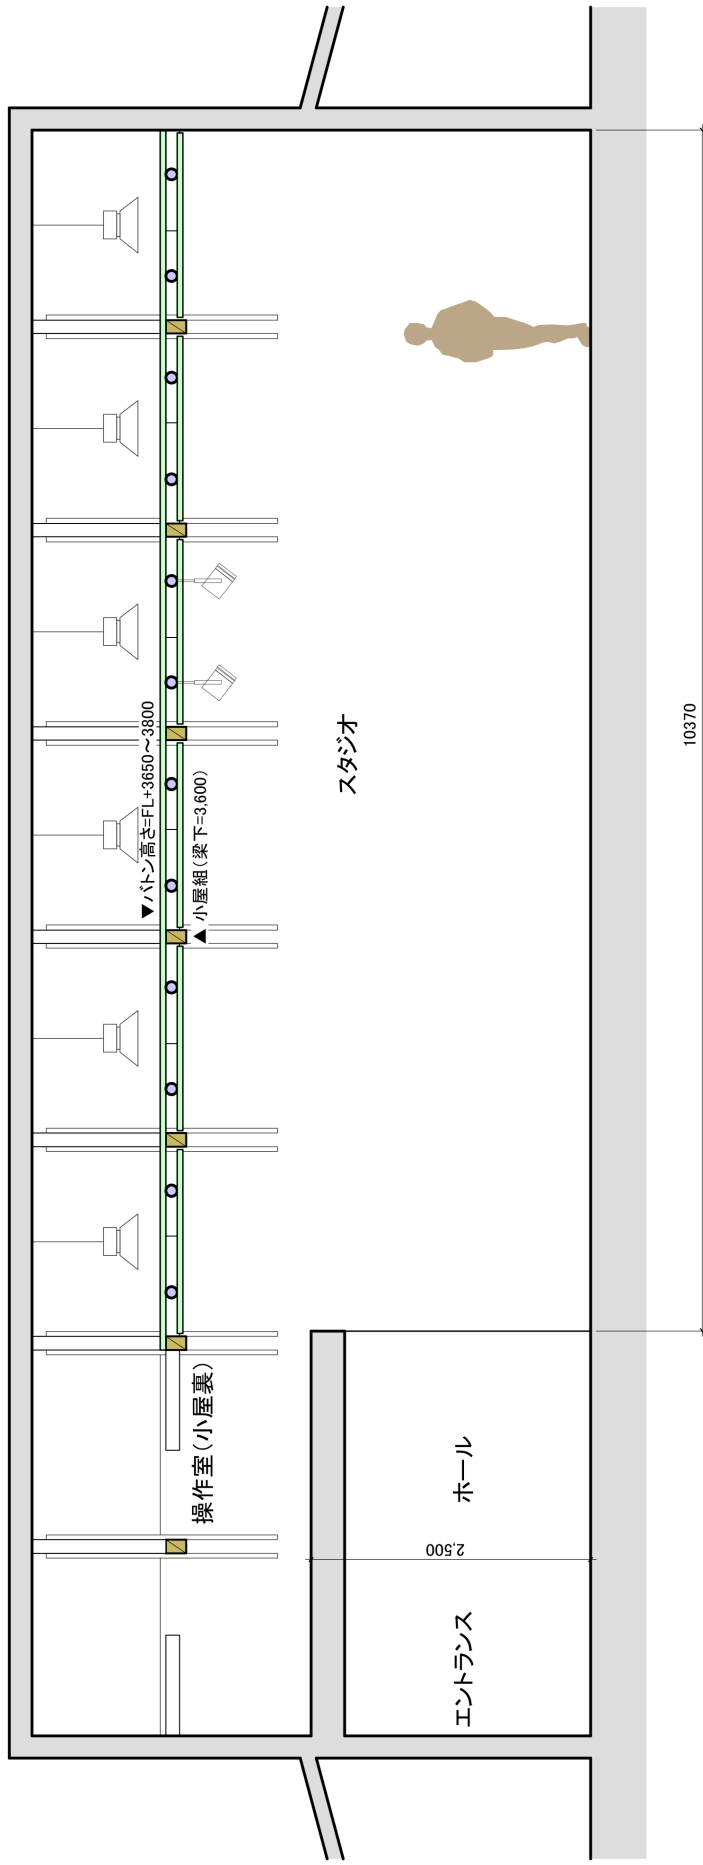 ▼バトン高さ=FL+3650～3800
▲ 小屋組(梁下=3,600)
スタジオ
操作室(小屋裏)
エントランス
ホール
2,500
10370